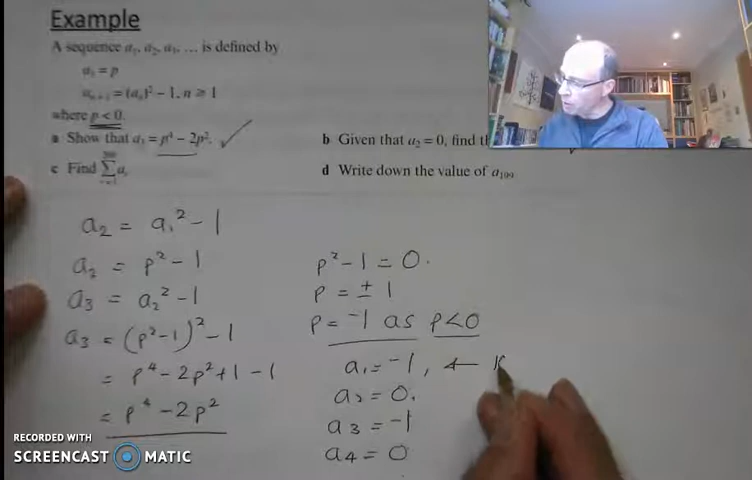 Example
A sequence a₁, a₂, a₃, ... is defined by
a₁ = p
aₙ₊₁ = (aₙ)² − 1, n ≥ 1
where p < 0.
a Show that a₃ = p⁴ − 2p².
b Given that a₂ = 0, find
c Find ∑ aᵣ
d Write down the value of a₁₉₉
a₂ = a₁² − 1
a₂ = p² − 1
a₃ = a₂² − 1
a₃ = (p² − 1)² − 1
= p⁴ − 2p² + 1 − 1
= p⁴ − 2p²
p² − 1 = 0.
p = ± 1
p = −1 as p < 0
a₁ = −1, ←
a₂ = 0,
a₃ = −1
a₄ = 0
RECORDED WITH
SCREENCAST MATIC